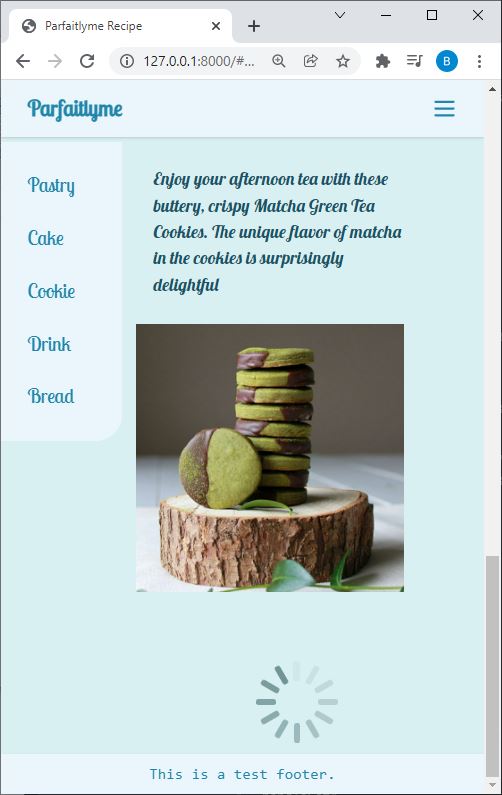 Parfaitlyme Recipe
127.0.0.1:8000/#...
B
Parfaitlyme
Pastry
Cake
Cookie
Drink
Bread
Enjoy your afternoon tea with these
buttery, crispy Matcha Green Tea
Cookies. The unique flavor of matcha
in the cookies is surprisingly
delightful
This is a test footer.